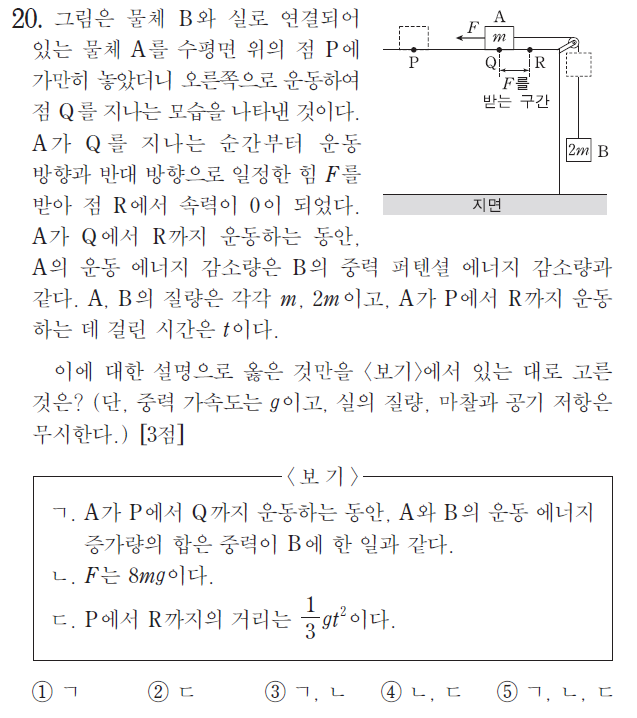 20. 그림은 물체 B와 실로 연결되어
있는 물체 A를 수평면 위의 점 P에
가만히 놓았더니 오른쪽으로 운동하여
점 Q를 지나는 모습을 나타낸 것이다.
A가 Q를 지나는 순간부터 운동
방향과 반대 방향으로 일정한 힘 F를
받아 점 R에서 속력이 0이 되었다.
A가 Q에서 R까지 운동하는 동안,
A의 운동 에너지 감소량은 B의 중력 퍼텐셜 에너지 감소량과
같다. A, B의 질량은 각각 m, 2m이고, A가 P에서 R까지 운동
하는 데 걸린 시간은 t이다.
A
F
m
P
Q
R
F를
받는 구간
2m B
지면
이에 대한 설명으로 옳은 것만을 〈보기〉에서 있는 대로 고른
것은? (단, 중력 가속도는 g이고, 실의 질량, 마찰과 공기 저항은
무시한다.) [3점]
〈보 기〉
ㄱ. A가 P에서 Q까지 운동하는 동안, A와 B의 운동 에너지
증가량의 합은 중력이 B에 한 일과 같다.
ㄴ. F는 8mg이다.
ㄷ. P에서 R까지의 거리는 1/3 gt²이다.
① ㄱ ② ㄷ ③ ㄱ, ㄴ ④ ㄴ, ㄷ ⑤ ㄱ, ㄴ, ㄷ